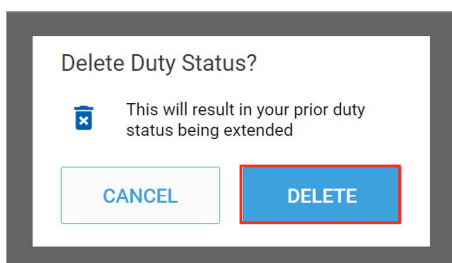 Delete Duty Status?
This will result in your prior duty
status being extended
CANCEL
DELETE